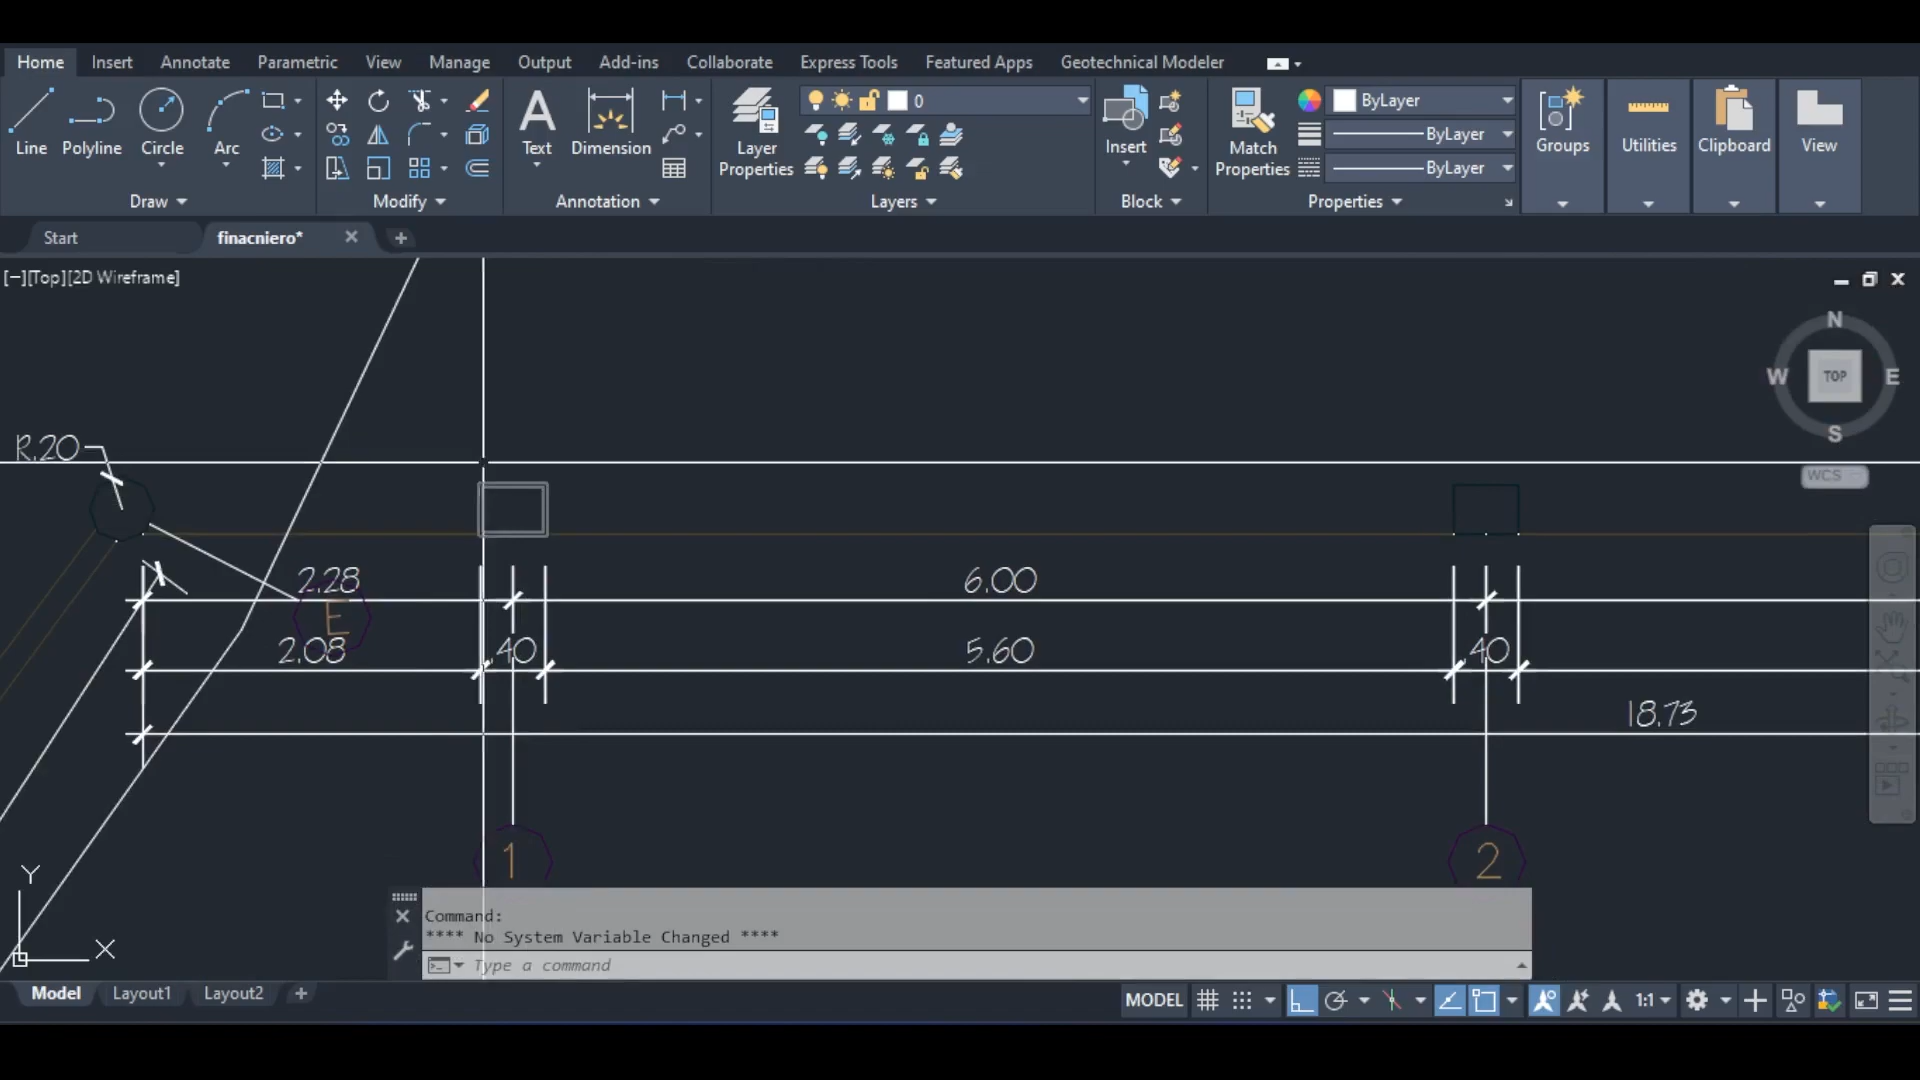 Home Insert Annotate Parametric View Manage Output Add-ins Collaborate Express Tools Featured Apps Geotechnical Modeler
0
ByLayer
ByLayer
ByLayer
Line Polyline Circle Arc
Text Dimension
Layer
Properties
Insert
Match
Properties
Groups Utilities Clipboard View
Draw Modify Annotation Layers Block Properties
Start finacniero*
[−][Top][2D Wireframe]
N
W TOP E
S
WCS
R.20
2.28 6.00
E
2.08 .40 5.60 .40
18.73
1 2
Y
X
Command:
**** No System Variable Changed ****
Type a command
Model Layout1 Layout2
MODEL 1:1